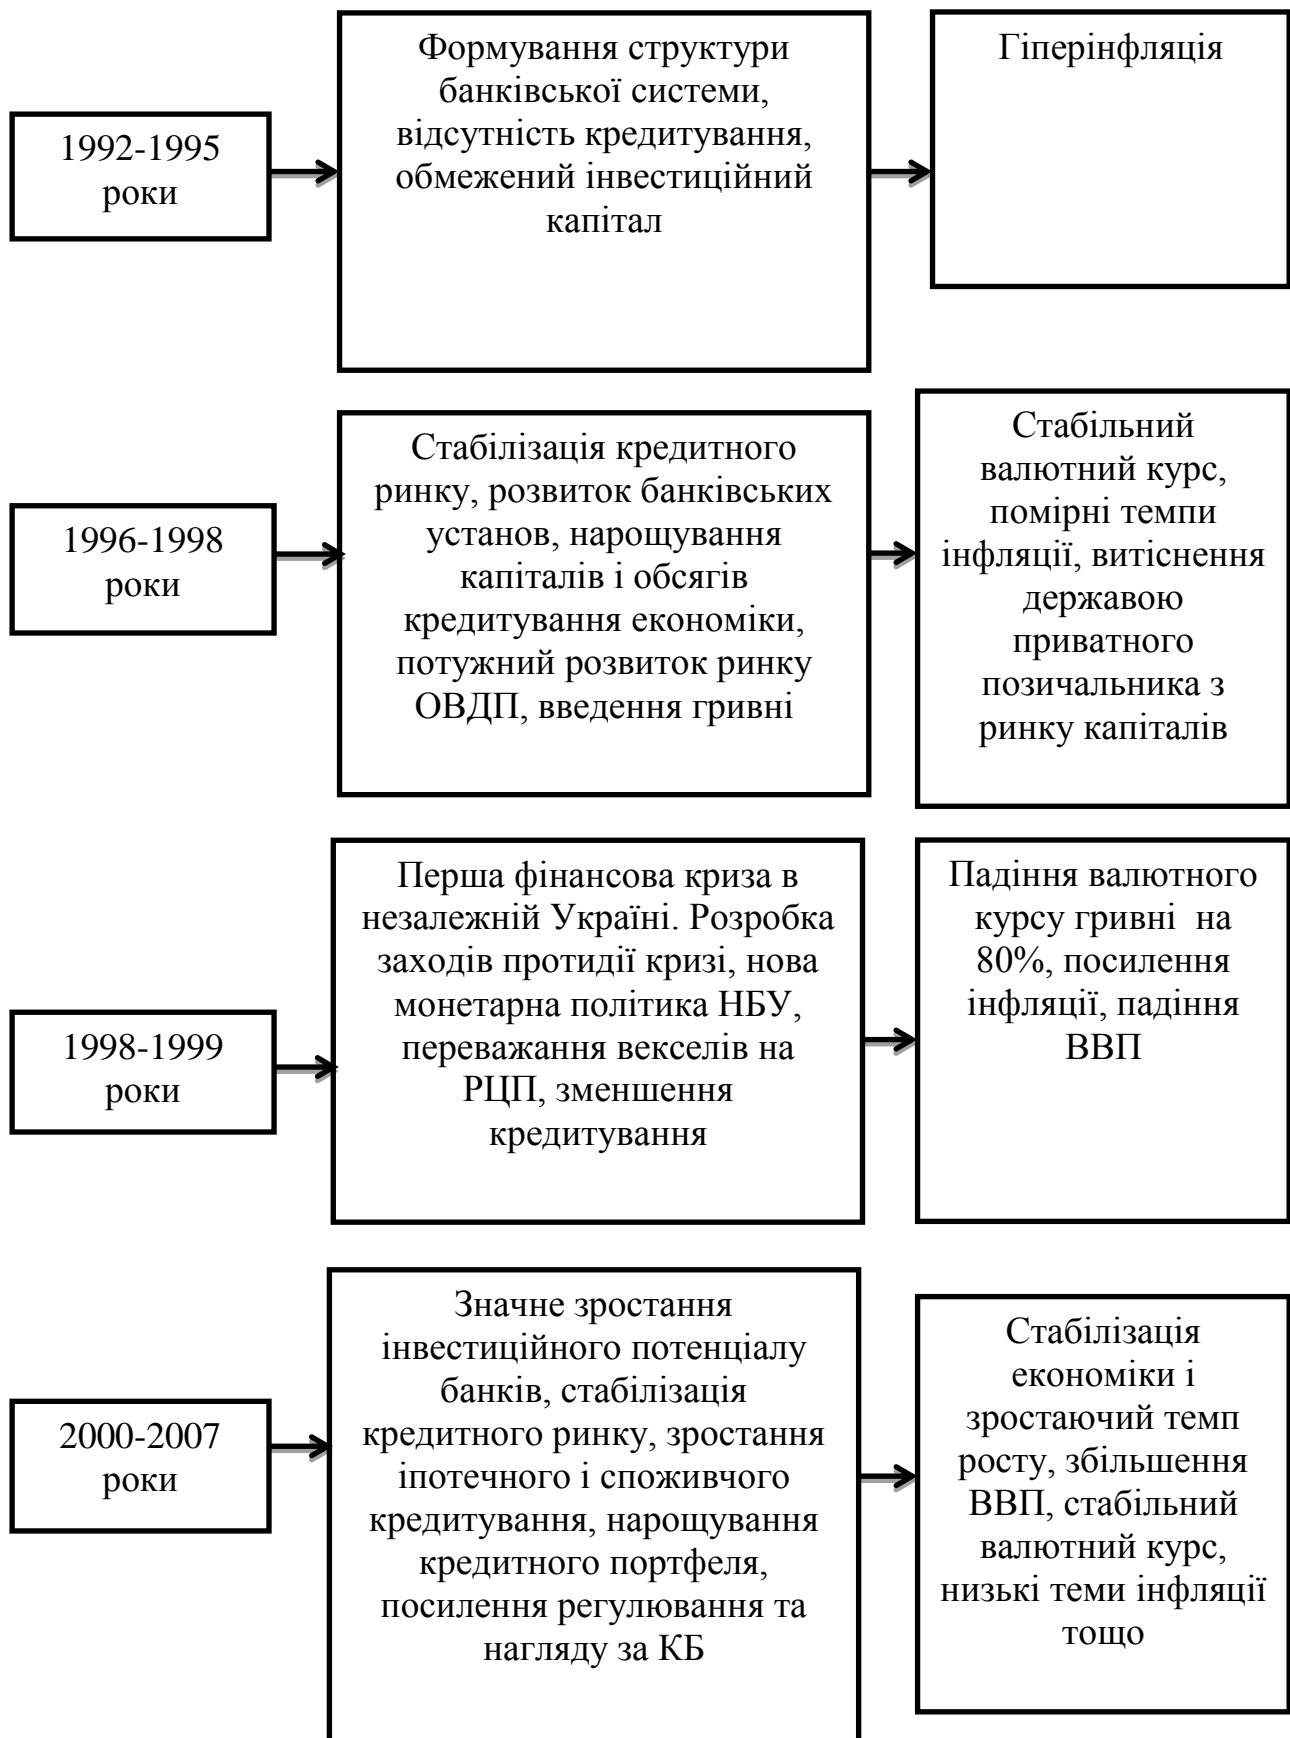 1992-1995
роки
Формування структури
банківської системи,
відсутність кредитування,
обмежений інвестиційний
капітал
Гіперінфляція
1996-1998
роки
Стабілізація кредитного
ринку, розвиток банківських
установ, нарощування
капіталів і обсягів
кредитування економіки,
потужний розвиток ринку
ОВДП, введення гривні
Стабільний
валютний курс,
помірні темпи
інфляції, витіснення
державою
приватного
позичальника з
ринку капіталів
1998-1999
роки
Перша фінансова криза в
незалежній Україні. Розробка
заходів протидії кризі, нова
монетарна політика НБУ,
переважання векселів на
РЦП, зменшення
кредитування
Падіння валютного
курсу гривні  на
80%, посилення
інфляції, падіння
ВВП
2000-2007
роки
Значне зростання
інвестиційного потенціалу
банків, стабілізація
кредитного ринку, зростання
іпотечного і споживчого
кредитування, нарощування
кредитного портфеля,
посилення регулювання та
нагляду за КБ
Стабілізація
економіки і
зростаючий темп
росту, збільшення
ВВП, стабільний
валютний курс,
низькі теми інфляції
тощо